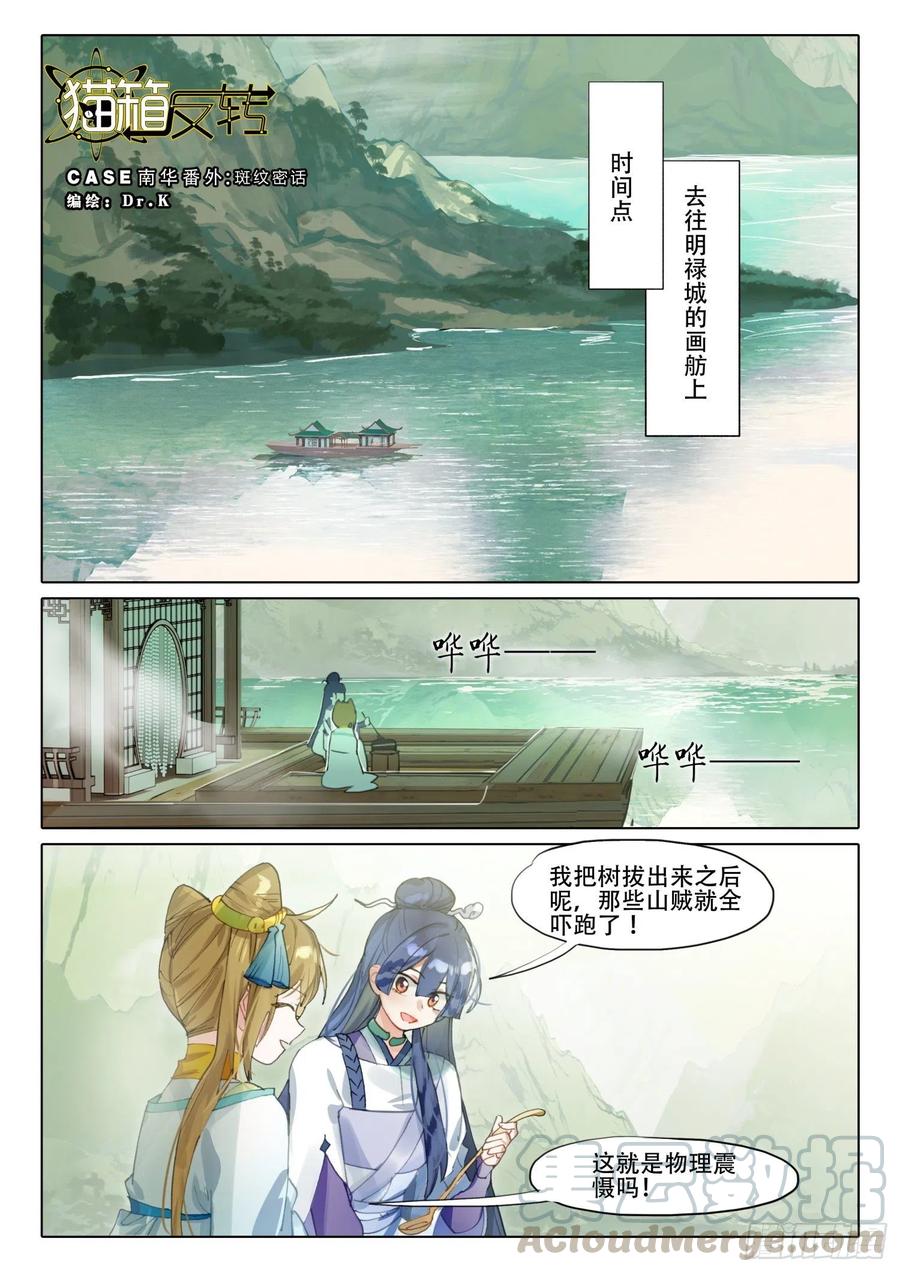 猫箱反转
CASE南华番外:斑纹密话
编绘: Dr.K
时间点
去往明禄城的画舫上
哗哗——
哗哗——
我把树拔出来之后
呢，那些山贼就全
吓跑了！
这就是物理震
慑吗！
集云数据
AcloudMerge.com